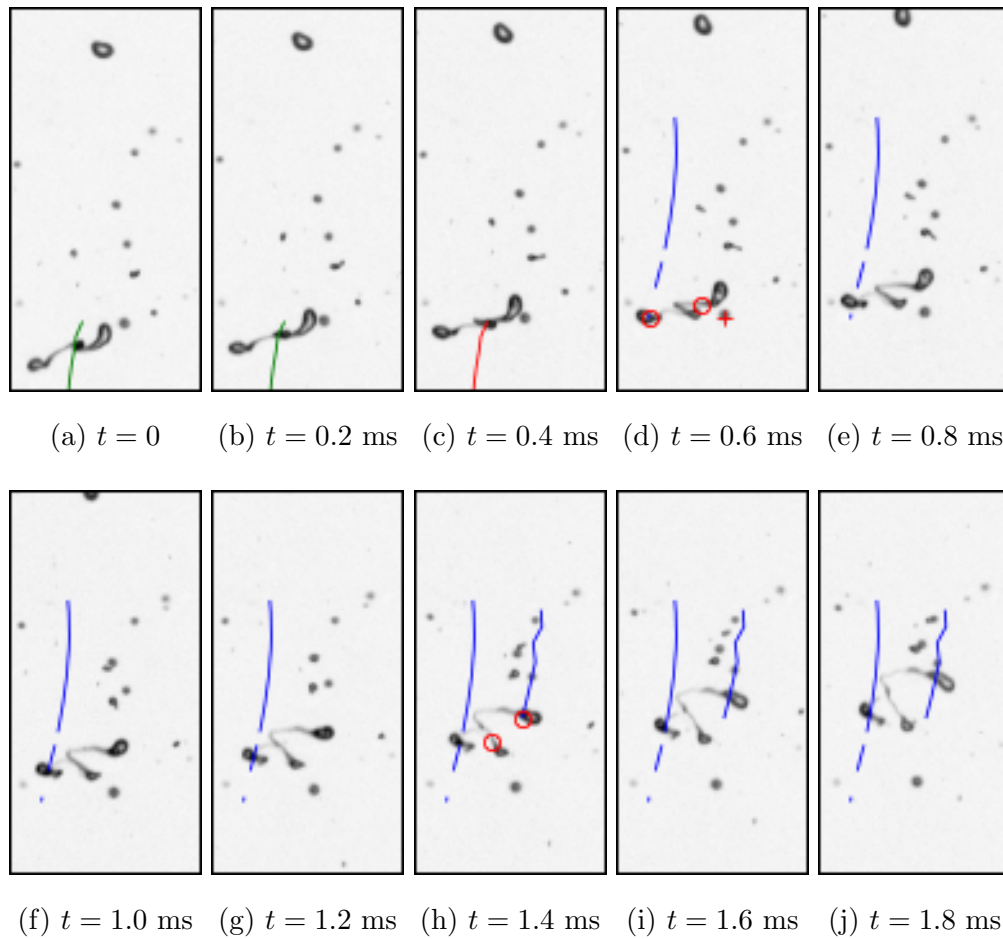 (a) t = 0 (b) t = 0.2 ms (c) t = 0.4 ms (d) t = 0.6 ms (e) t = 0.8 ms
(f) t = 1.0 ms (g) t = 1.2 ms (h) t = 1.4 ms (i) t = 1.6 ms (j) t = 1.8 ms